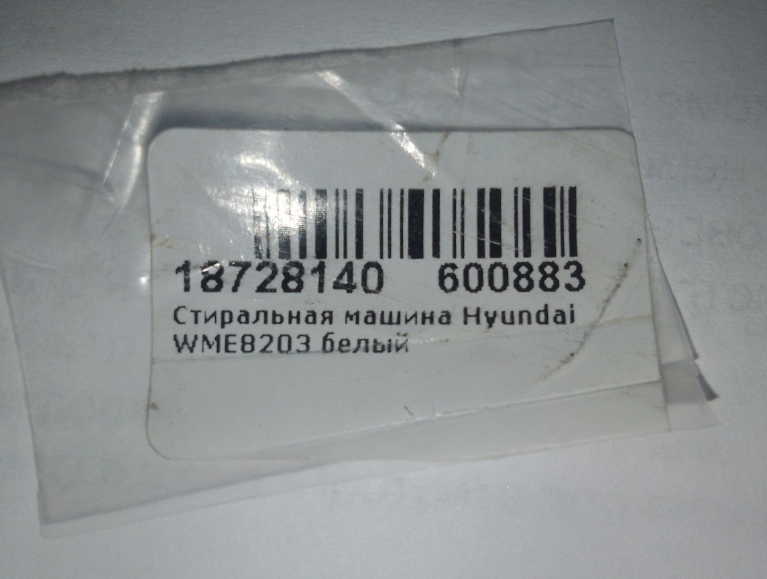 18728140 600883
Стиральная машина Hyundai
WME8203 белый